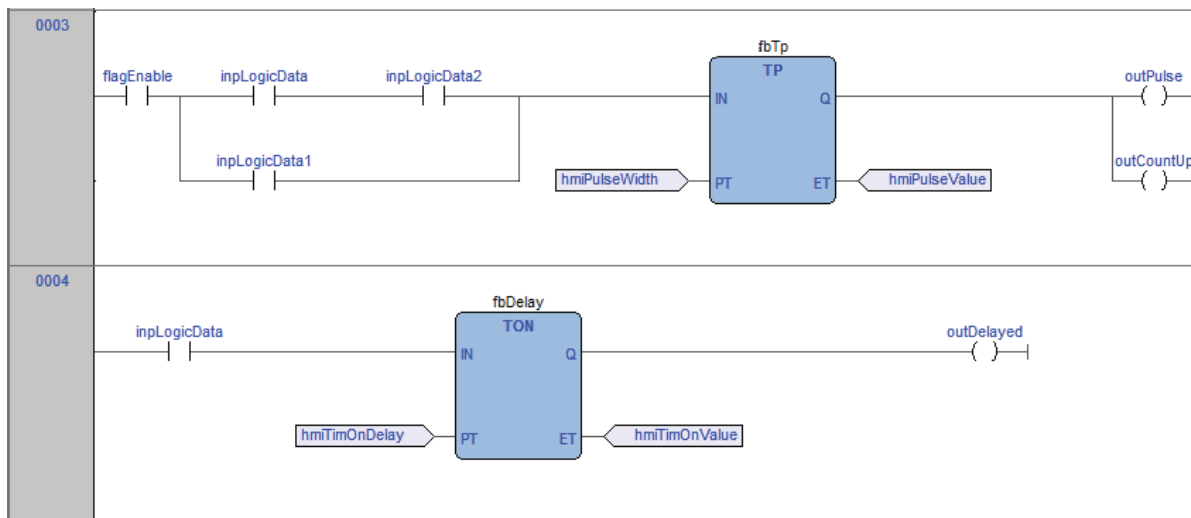 0003
fbTp
flagEnable inpLogicData inpLogicData2 TP outPulse
IN Q
inpLogicData1 outCountUp
hmiPulseWidth PT ET hmiPulseValue
0004
fbDelay
inpLogicData TON outDelayed
IN Q
hmiTimOnDelay PT ET hmiTimOnValue